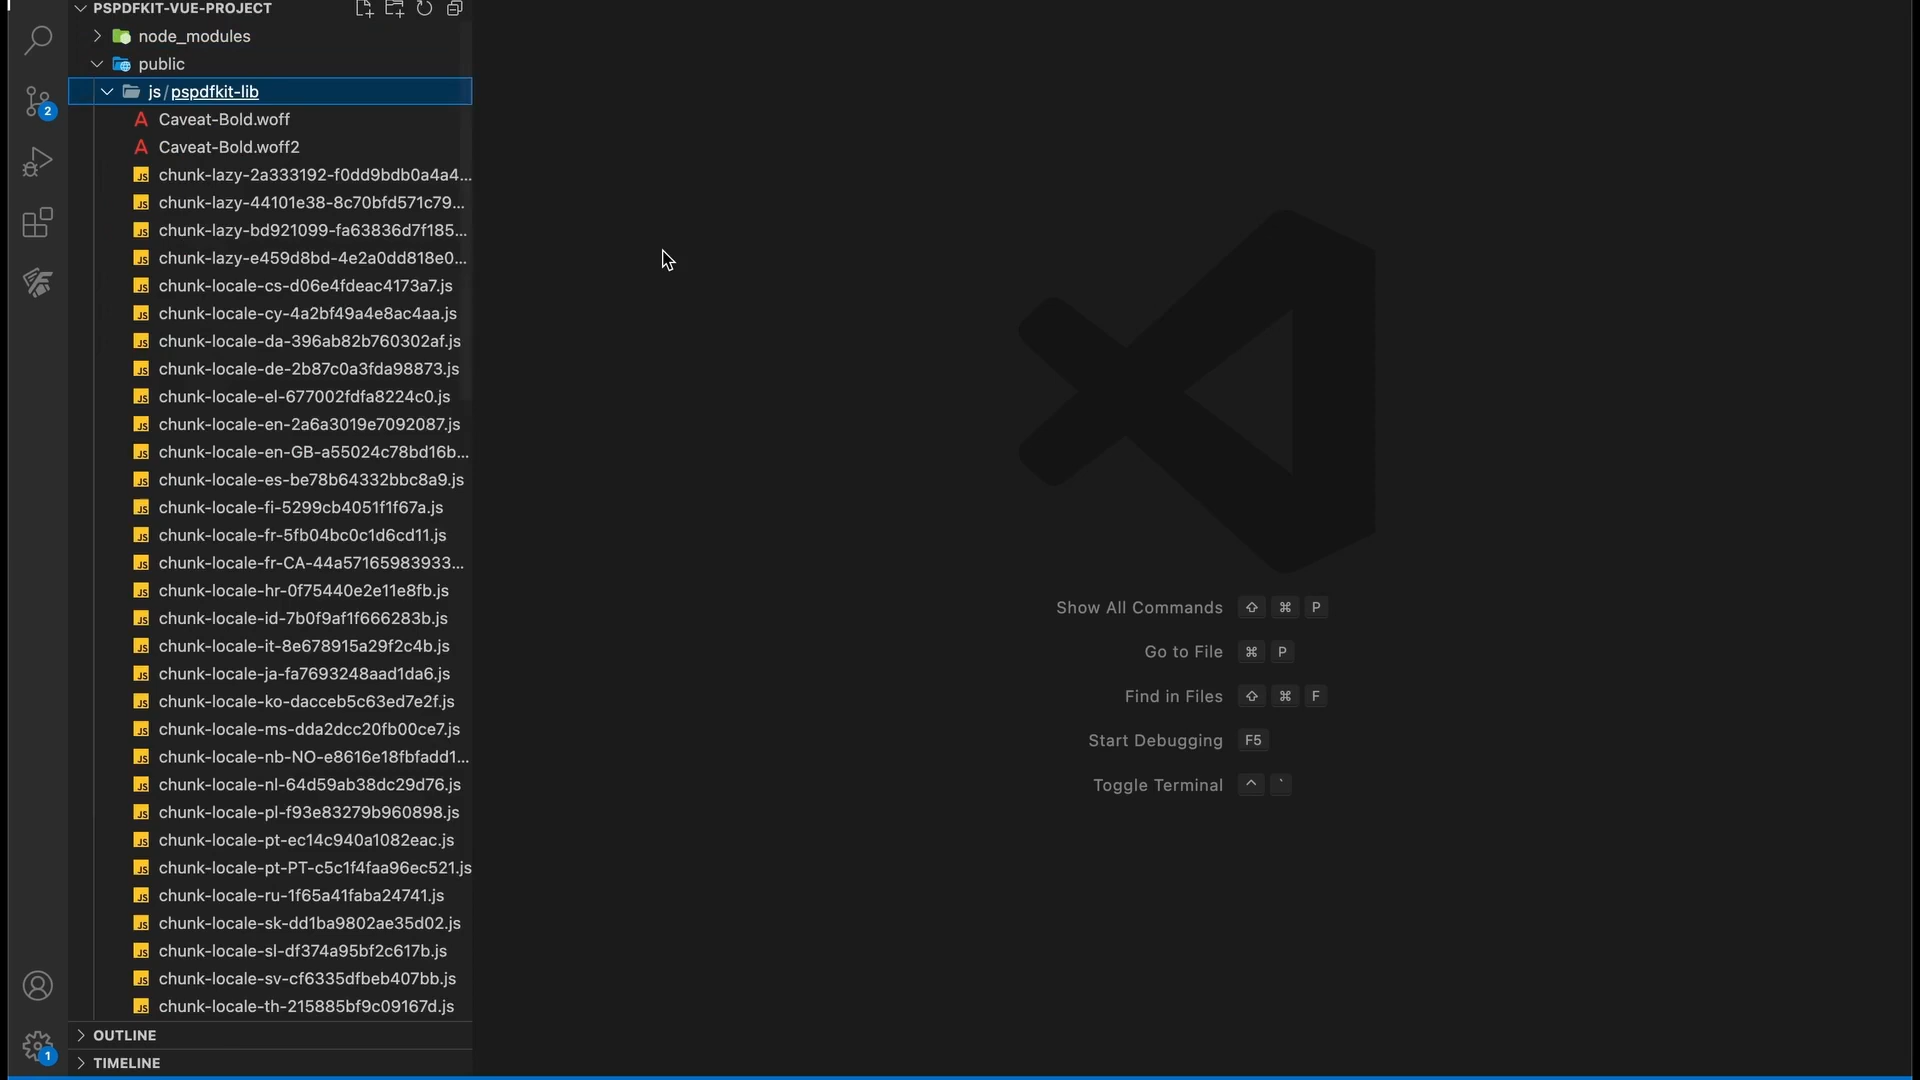 PSPDFKIT-VUE-PROJECT
node_modules
public
js / pspdfkit-lib
Caveat-Bold.woff
Caveat-Bold.woff2
chunk-lazy-2a333192-f0dd9bdb0a4a4...
chunk-lazy-44101e38-8c70bfd571c79...
chunk-lazy-bd921099-fa63836d7f185...
chunk-lazy-e459d8bd-4e2a0dd818e0...
chunk-locale-cs-d06e4fdeac4173a7.js
chunk-locale-cy-4a2bf49a4e8ac4aa.js
chunk-locale-da-396ab82b760302af.js
chunk-locale-de-2b87c0a3fda98873.js
chunk-locale-el-677002fdfa8224c0.js
chunk-locale-en-2a6a3019e7092087.js
chunk-locale-en-GB-a55024c78bd16b...
chunk-locale-es-be78b64332bbc8a9.js
chunk-locale-fi-5299cb4051f1f67a.js
chunk-locale-fr-5fb04bc0c1d6cd11.js
chunk-locale-fr-CA-44a57165983933...
chunk-locale-hr-0f75440e2e11e8fb.js
chunk-locale-id-7b0f9af1f666283b.js
chunk-locale-it-8e678915a29f2c4b.js
chunk-locale-ja-fa7693248aad1da6.js
chunk-locale-ko-dacceb5c63ed7e2f.js
chunk-locale-ms-dda2dcc20fb00ce7.js
chunk-locale-nb-NO-e8616e18fbfadd1...
chunk-locale-nl-64d59ab38dc29d76.js
chunk-locale-pl-f93e83279b960898.js
chunk-locale-pt-ec14c940a1082eac.js
chunk-locale-pt-PT-c5c1f4faa96ec521.js
chunk-locale-ru-1f65a41faba24741.js
chunk-locale-sk-dd1ba9802ae35d02.js
chunk-locale-sl-df374a95bf2c617b.js
chunk-locale-sv-cf6335dfbeb407bb.js
chunk-locale-th-215885bf9c09167d.js
OUTLINE
TIMELINE
2
1
Show All Commands ⇧ ⌘ P
Go to File ⌘ P
Find in Files ⇧ ⌘ F
Start Debugging F5
Toggle Terminal ^ `